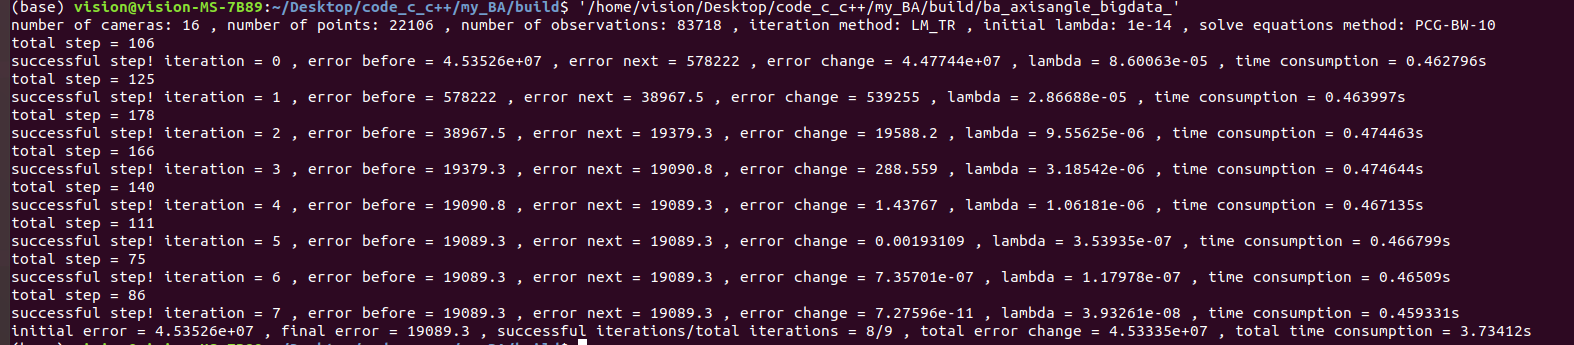 (base) vision@vision-MS-7B89:~/Desktop/code_c_c++/my_BA/build$ '/home/vision/Desktop/code_c_c++/my_BA/build/ba_axisangle_bigdata_'
number of cameras: 16 , number of points: 22106 , number of observations: 83718 , iteration method: LM_TR , initial lambda: 1e-14 , solve equations method: PCG-BW-10
total step = 106
successful step! iteration = 0 , error before = 4.53526e+07 , error next = 578222 , error change = 4.47744e+07 , lambda = 8.60063e-05 , time consumption = 0.462796s
total step = 125
successful step! iteration = 1 , error before = 578222 , error next = 38967.5 , error change = 539255 , lambda = 2.86688e-05 , time consumption = 0.463997s
total step = 178
successful step! iteration = 2 , error before = 38967.5 , error next = 19379.3 , error change = 19588.2 , lambda = 9.55625e-06 , time consumption = 0.474463s
total step = 166
successful step! iteration = 3 , error before = 19379.3 , error next = 19090.8 , error change = 288.559 , lambda = 3.18542e-06 , time consumption = 0.474644s
total step = 140
successful step! iteration = 4 , error before = 19090.8 , error next = 19089.3 , error change = 1.43767 , lambda = 1.06181e-06 , time consumption = 0.467135s
total step = 111
successful step! iteration = 5 , error before = 19089.3 , error next = 19089.3 , error change = 0.00193109 , lambda = 3.53935e-07 , time consumption = 0.466799s
total step = 75
successful step! iteration = 6 , error before = 19089.3 , error next = 19089.3 , error change = 7.35701e-07 , lambda = 1.17978e-07 , time consumption = 0.46509s
total step = 86
successful step! iteration = 7 , error before = 19089.3 , error next = 19089.3 , error change = 7.27596e-11 , lambda = 3.93261e-08 , time consumption = 0.459331s
initial error = 4.53526e+07 , final error = 19089.3 , successful iterations/total iterations = 8/9 , total error change = 4.53335e+07 , total time consumption = 3.73412s
(base) vision@vision-MS-7B89:~/Desktop/code_c_c++/my_BA/build$